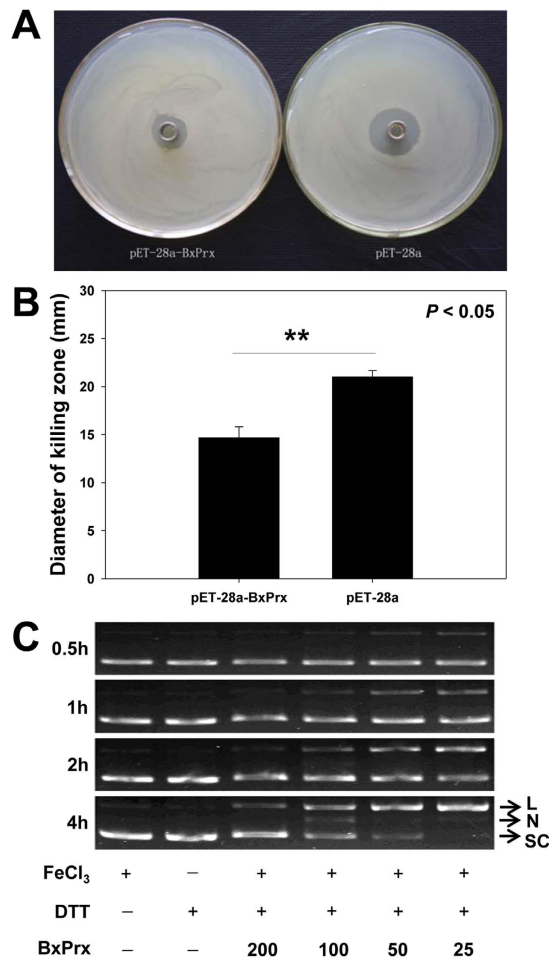 A
pET-28a-BxPrx
pET-28a
B
Diameter of killing zone (mm)
30
25
20
15
10
5
0
P < 0.05
**
pET-28a-BxPrx
pET-28a
C
0.5h
1h
2h
4h
L
N
SC
FeCl₃ + − + + + +
DTT − + + + + +
BxPrx − − 200 100 50 25